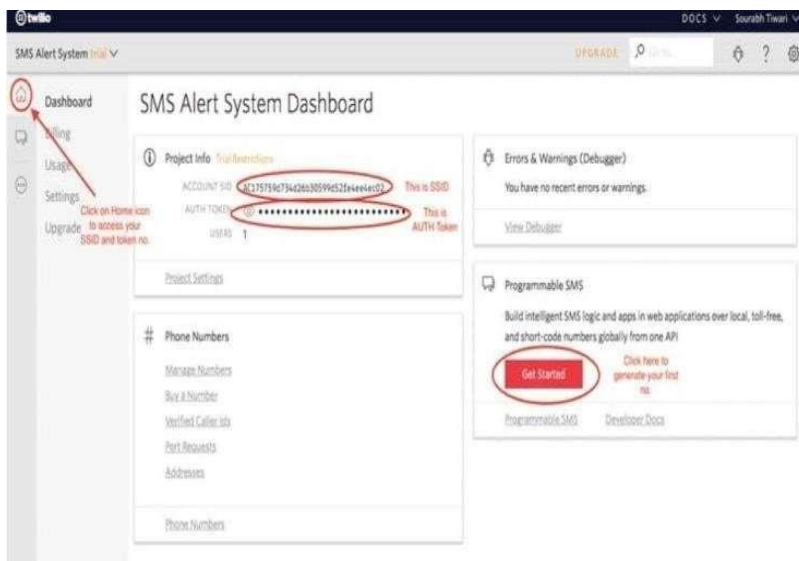 twilio
DOCS Sourabh Tiwari
SMS Alert System trial
UPGRADE
Dashboard
Billing
Usage
Settings
Upgrade
Click on Home icon
to access your
SSID and token no.
SMS Alert System Dashboard
Project Info Trial Restrictions
ACCOUNT SID
This is SSID
AUTH TOKEN
This is
AUTH Token
USERS 1
Project Settings
# Phone Numbers
Manage Numbers
Buy a Number
Verified Caller Ids
Port Requests
Addresses
Phone Numbers
Errors & Warnings (Debugger)
You have no recent errors or warnings.
View Debugger
Programmable SMS
Build intelligent SMS logic and apps in web applications over local, toll-free,
and short-code numbers globally from one API
Get Started
Click here to
generate your first
no.
Programmable SMS Developer Docs